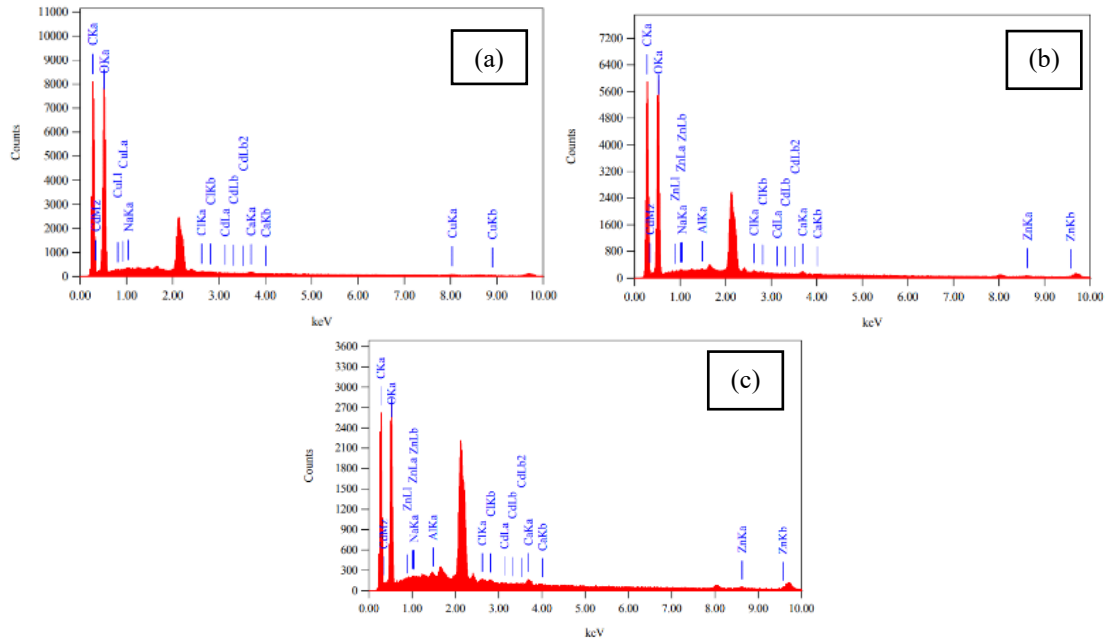 (a)
11000
10000
9000
8000
7000
6000
5000
4000
3000
2000
1000
0
Counts
CKa
OKa
CdMz
CuLl
CuLa
NaKa
ClKa
ClKb
CdLa
CdLb
CdLb2
CaKa
CaKb
CuKa
CuKb
0.00 1.00 2.00 3.00 4.00 5.00 6.00 7.00 8.00 9.00 10.00
keV
(b)
7200
6400
5600
4800
4000
3200
2400
1600
800
0
Counts
CKa
OKa
CdMz
ZnLl
ZnLa ZnLb
NaKa
AlKa
ClKa
ClKb
CdLa
CdLb
CdLb2
CaKa
CaKb
ZnKa
ZnKb
0.00 1.00 2.00 3.00 4.00 5.00 6.00 7.00 8.00 9.00 10.00
keV
(c)
3600
3300
3000
2700
2400
2100
1800
1500
1200
900
600
300
0
Counts
CKa
OKa
CdMz
ZnLl
ZnLa ZnLb
NaKa
AlKa
ClKa
ClKb
CdLa
CdLb
CdLb2
CaKa
CaKb
ZnKa
ZnKb
0.00 1.00 2.00 3.00 4.00 5.00 6.00 7.00 8.00 9.00 10.00
keV